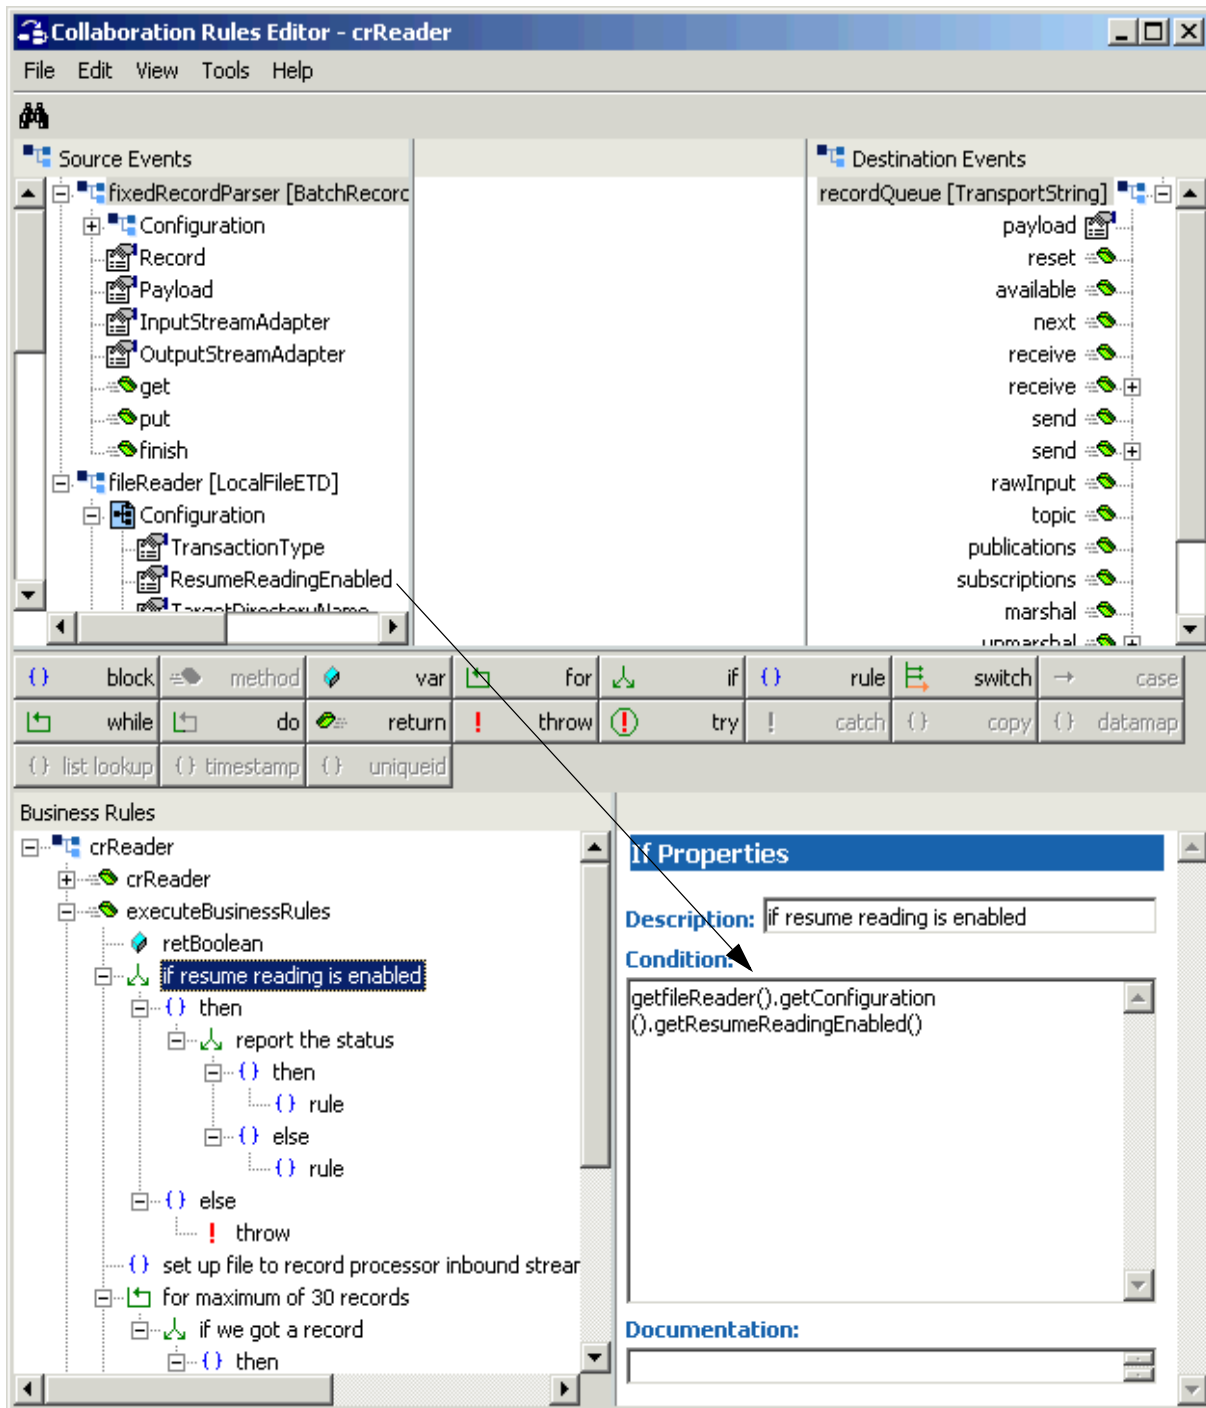 Collaboration Rules Editor - crReader
File Edit View Tools Help
Source Events
fixedRecordParser [BatchRecorc
Configuration
Record
Payload
InputStreamAdapter
OutputStreamAdapter
get
put
finish
fileReader [LocalFileETD]
Configuration
TransactionType
ResumeReadingEnabled
TargetDirectoryName
Destination Events
recordQueue [TransportString]
payload
reset
available
next
receive
receive
send
send
rawInput
topic
publications
subscriptions
marshal
unmarshal
block method var for if rule switch case
while do return throw try catch copy datamap
list lookup timestamp uniqueid
Business Rules
crReader
crReader
executeBusinessRules
retBoolean
if resume reading is enabled
then
report the status
then
rule
else
rule
else
throw
set up file to record processor inbound strear
for maximum of 30 records
if we got a record
then
If Properties
Description: if resume reading is enabled
Condition:
getfileReader().getConfiguration
().getResumeReadingEnabled()
Documentation: